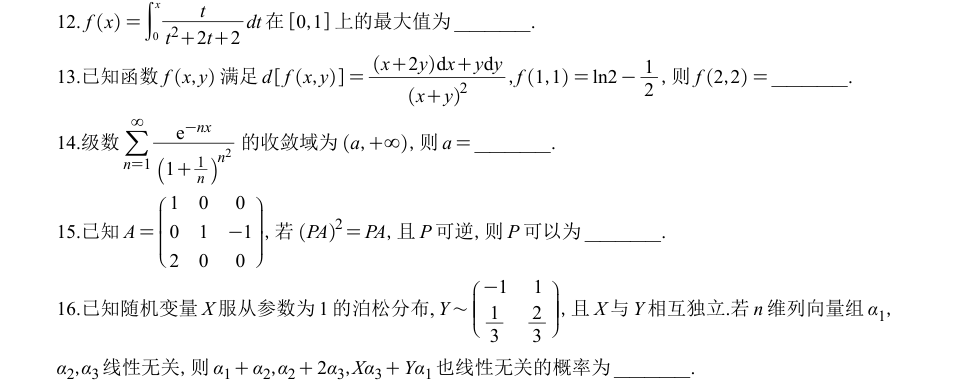 12. f(x) = ∫₀ˣ t/(t²+2t+2) dt 在 [0,1] 上的最大值为________.
13.已知函数 f(x,y) 满足 d[f(x,y)] = ((x+2y)dx+ydy)/(x+y)², f(1,1) = ln2 − 1/2, 则 f(2,2) = ________.
14.级数 ∑_{n=1}^{∞} e^{−nx}/(1+1/n)^{n²} 的收敛域为 (a,+∞), 则 a = ________.
15.已知 A = (1 0 0; 0 1 −1; 2 0 0), 若 (PA)² = PA, 且 P 可逆, 则 P 可以为________.
16.已知随机变量 X 服从参数为 1 的泊松分布, Y ~ (−1 1; 1/3 2/3), 且 X 与 Y 相互独立.若 n 维列向量组 α₁,
α₂,α₃ 线性无关, 则 α₁ + α₂,α₂ + 2α₃,Xα₃ + Yα₁ 也线性无关的概率为________.